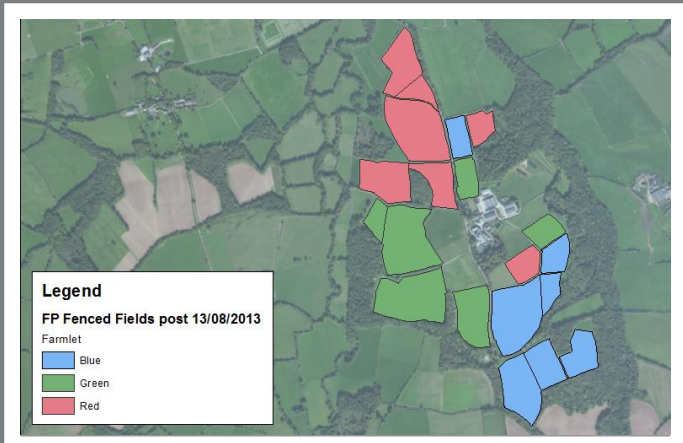 Legend
FP Fenced Fields post 13/08/2013
Farmlet
Blue
Green
Red